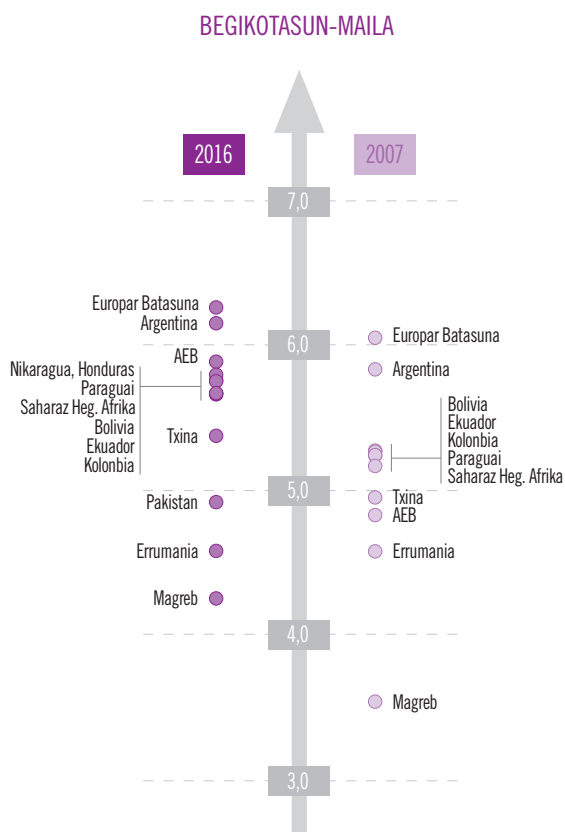 BEGIKOTASUN-MAILA
2016
2007
7,0
Europar Batasuna
Argentina
6,0
Europar Batasuna
AEB
Argentina
Nikaragua, Honduras
Paraguai
Saharaz Heg. Afrika
Bolivia
Ekuador
Kolonbia
Txina
Bolivia
Ekuador
Kolonbia
Paraguai
Saharaz Heg. Afrika
5,0
Pakistan
Txina
AEB
Errumania
Errumania
Magreb
4,0
Magreb
3,0